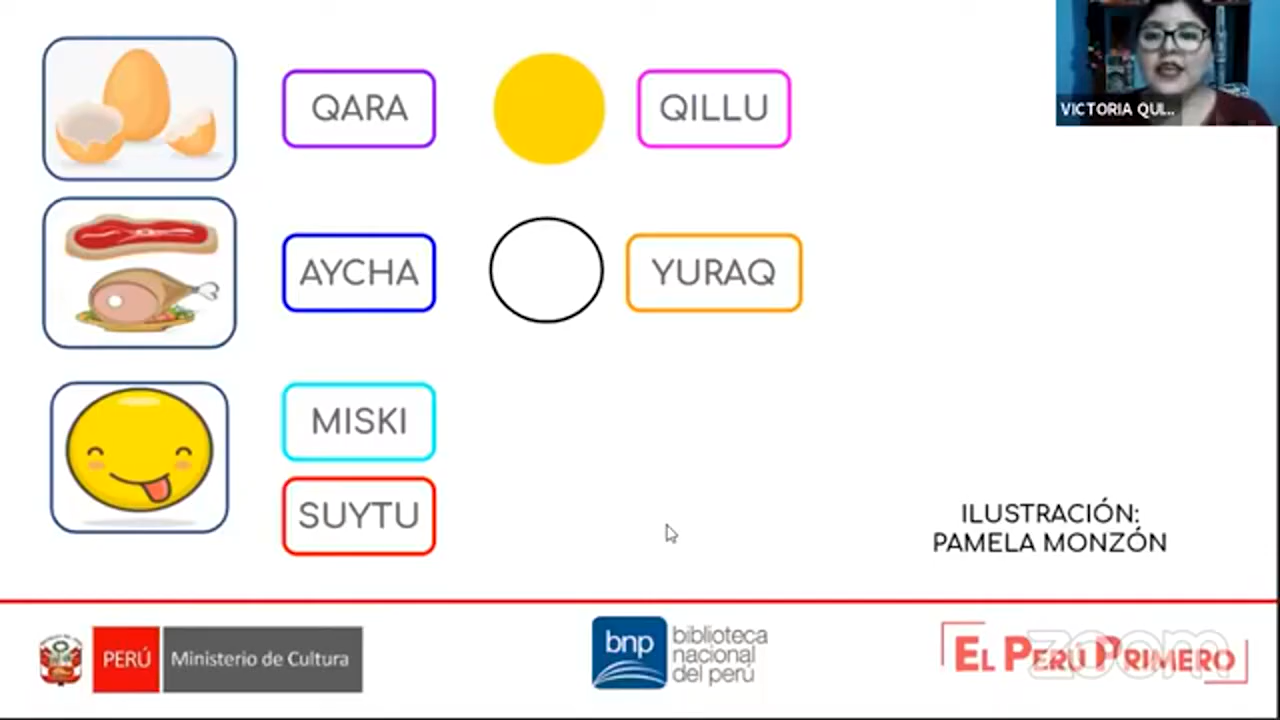 QARA
QILLU
VICTORIA QUI...
AYCHA
YURAQ
MISKI
SUYTU
ILUSTRACIÓN:
PAMELA MONZÓN
PERÚ
Ministerio de Cultura
bnp
biblioteca
nacional
del perú
EL PERÚ PRIMERO
zoom